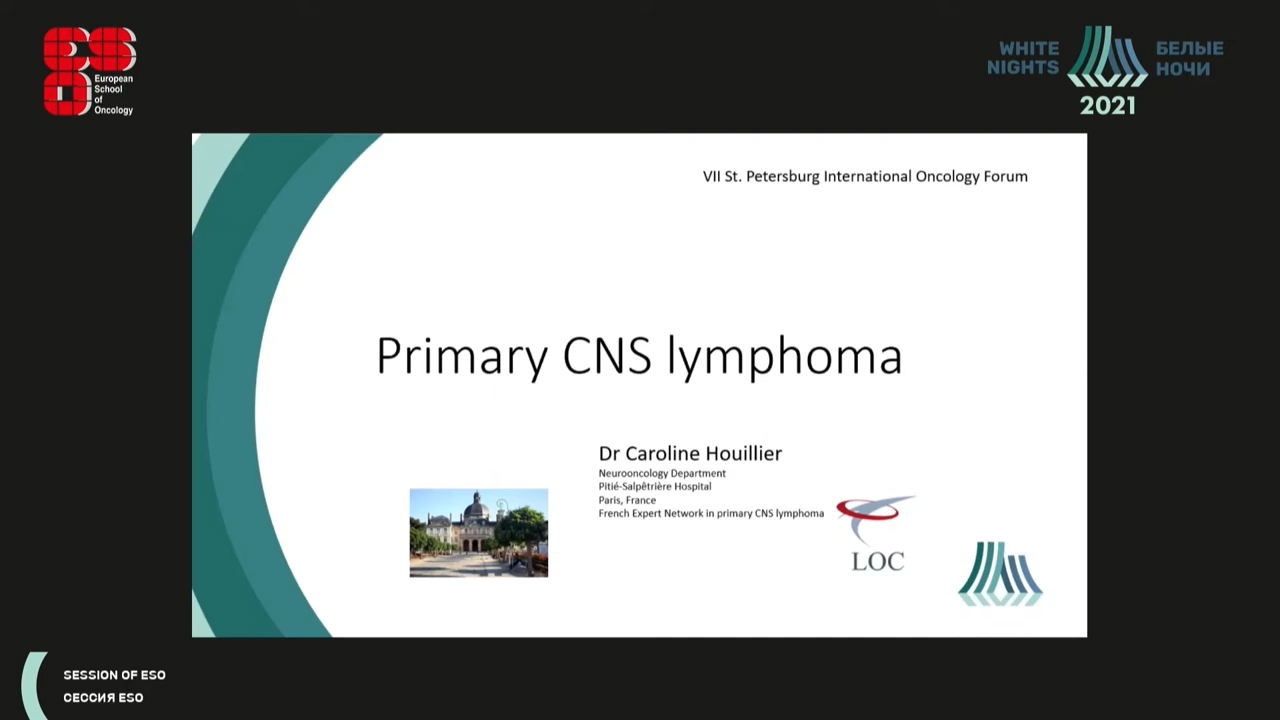 ESO
European
School
of
Oncology
WHITE
NIGHTS
БЕЛЫЕ
НОЧИ
2021
VII St. Petersburg International Oncology Forum
Primary CNS lymphoma
Dr Caroline Houillier
Neurooncology Department
Pitié-Salpêtrière Hospital
Paris, France
French Expert Network in primary CNS lymphoma
LOC
SESSION OF ESO
СЕССИЯ ESO